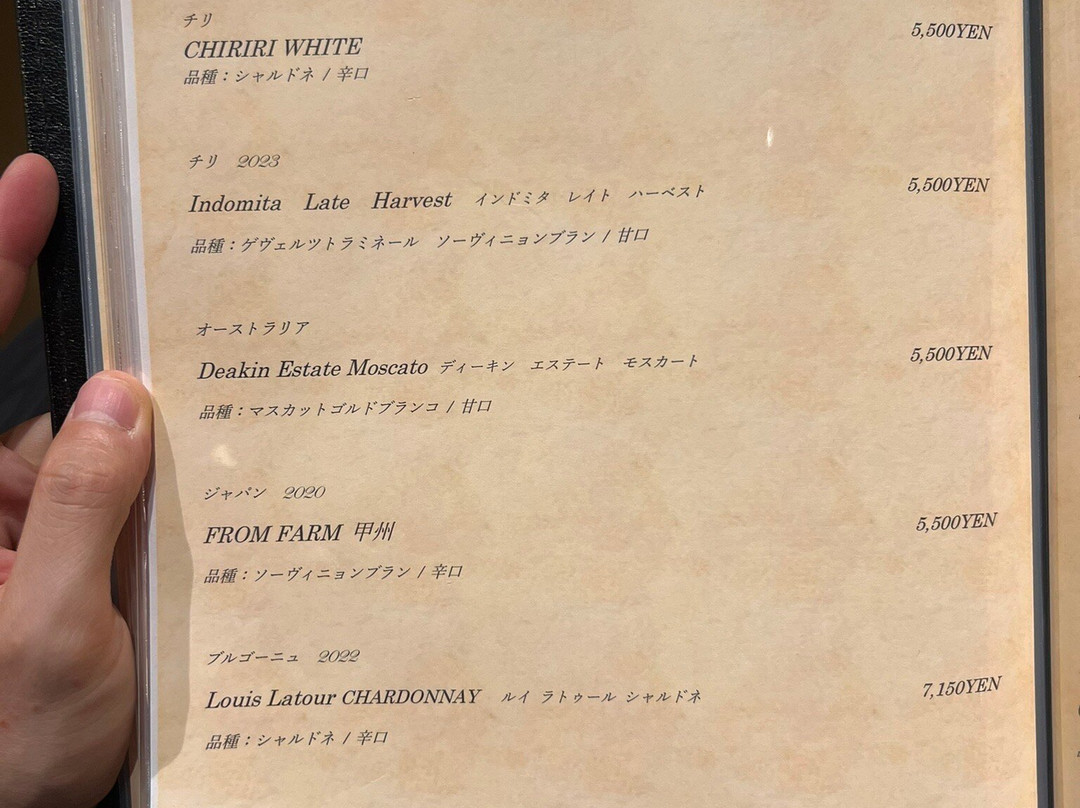 チリ
CHIRIRI WHITE 5,500YEN
品種：シャルドネ / 辛口
チリ 2023
Indomita Late Harvest インドミタ レイト ハーベスト 5,500YEN
品種：ゲヴェルツトラミネール ソーヴィニョンブラン / 甘口
オーストラリア
Deakin Estate Moscato ディーキン エステート モスカート 5,500YEN
品種：マスカットゴルドブランコ / 甘口
ジャパン 2020
FROM FARM 甲州 5,500YEN
品種：ソーヴィニョンブラン / 辛口
ブルゴーニュ 2022
Louis Latour CHARDONNAY ルイ ラトゥール シャルドネ 7,150YEN
品種：シャルドネ / 辛口